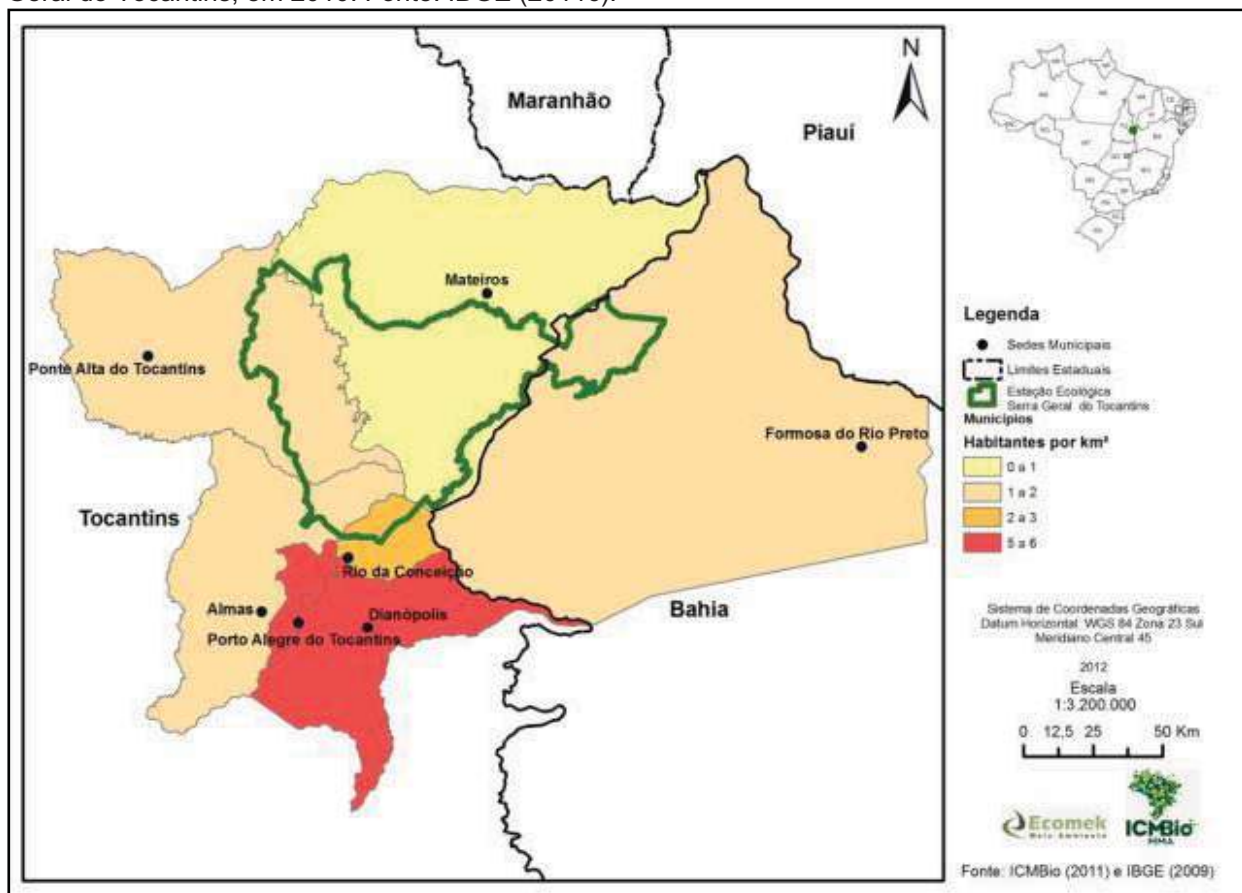 Geral do Tocantins, em 2010. Fonte: IBGE (2011c).
N
Maranhão
Piauí
Mateiros
Ponte Alta do Tocantins
Formosa do Rio Preto
Tocantins
Rio da Conceição
Almas
Dianópolis
Porto Alegre do Tocantins
Bahia
Legenda
Sedes Municipais
Limites Estaduais
Estação Ecológica
Serra Geral do Tocantins
Municípios
Habitantes por km²
0 a 1
1 a 2
2 a 3
5 a 6
Sistema de Coordenadas Geográficas
Datum Horizontal WGS 84 Zona 23 Sul
Meridiano Central 45
2012
Escala
1:3.200.000
0 12,5 25 50 Km
Ecomek
Meio Ambiente
ICMBio
MMA
Fonte: ICMBio (2011) e IBGE (2009)